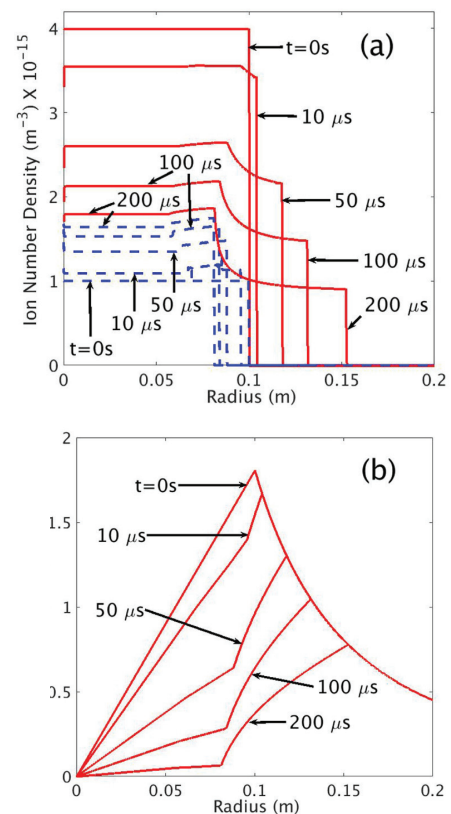 4
3
2
1
0
Ion Number Density (m⁻³) X 10⁻¹⁵
(a)
t=0s
10 μs
50 μs
100 μs
200 μs
100 μs
200 μs
50 μs
10 μs
t=0s
0
0.05
0.1
0.15
0.2
Radius (m)
2
1.5
1
0.5
0
(b)
t=0s
10 μs
50 μs
100 μs
200 μs
0
0.05
0.1
0.15
0.2
Radius (m)